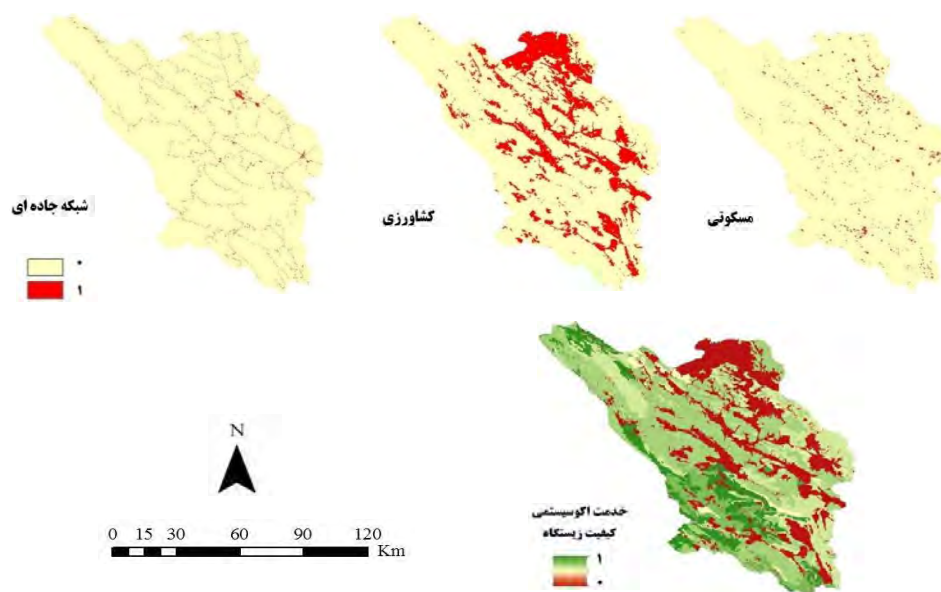 شبکه جاده ای
کشاورزی
مسکونی
۰
۱
N
0 15 30 60 90 120
Km
خدمت اکوسیستمی
کیفیت زیستگاه
۱
۰